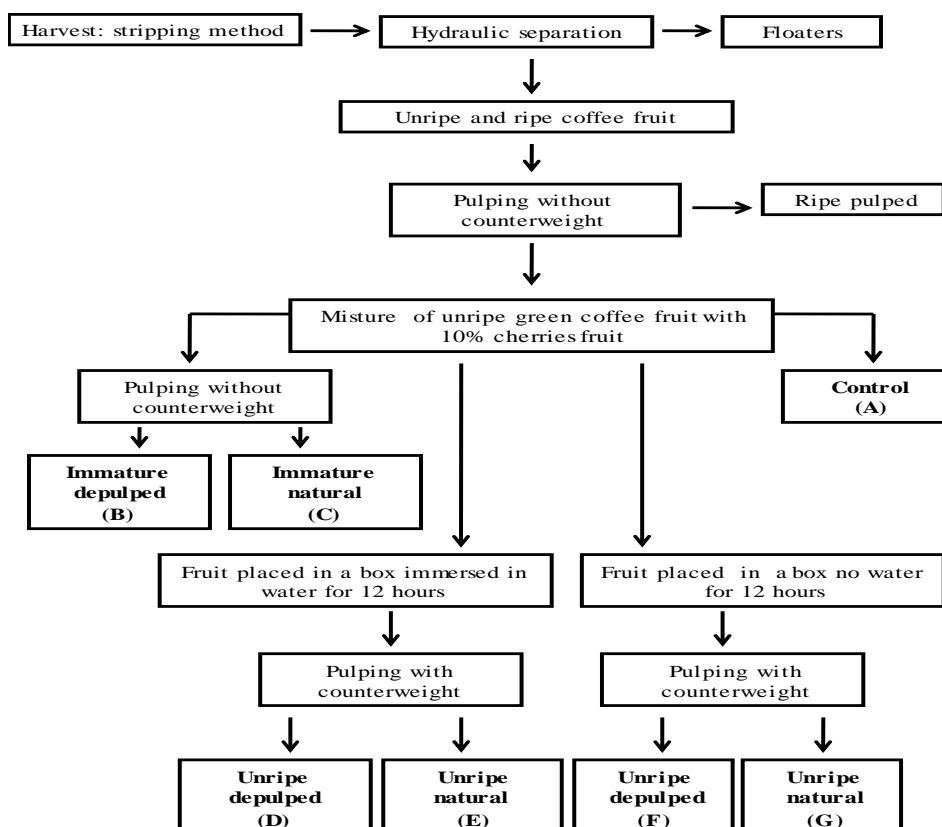 Harvest: stripping method
Hydraulic separation
Floaters
Unripe and ripe coffee fruit
Pulping without
counterweight
Ripe pulped
Misture of unripe green coffee fruit with
10% cherries fruit
Pulping without
counterweight
Control
(A)
Immature
depulped
(B)
Immature
natural
(C)
Fruit placed in a box immersed in
water for 12 hours
Fruit placed in a box no water
for 12 hours
Pulping with
counterweight
Pulping with
counterweight
Unripe
depulped
(D)
Unripe
natural
(E)
Unripe
depulped
(F)
Unripe
natural
(G)